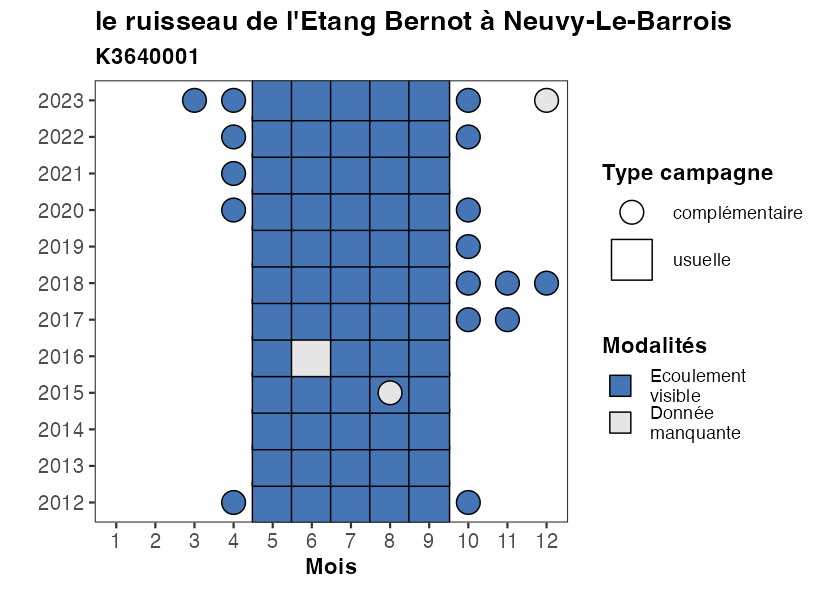 le ruisseau de l'Etang Bernot à Neuvy-Le-Barrois
K3640001
2023
2022
2021
2020
2019
2018
2017
2016
2015
2014
2013
2012
1 2 3 4 5 6 7 8 9 10 11 12
Mois
Type campagne
complémentaire
usuelle
Modalités
Ecoulement
visible
Donnée
manquante